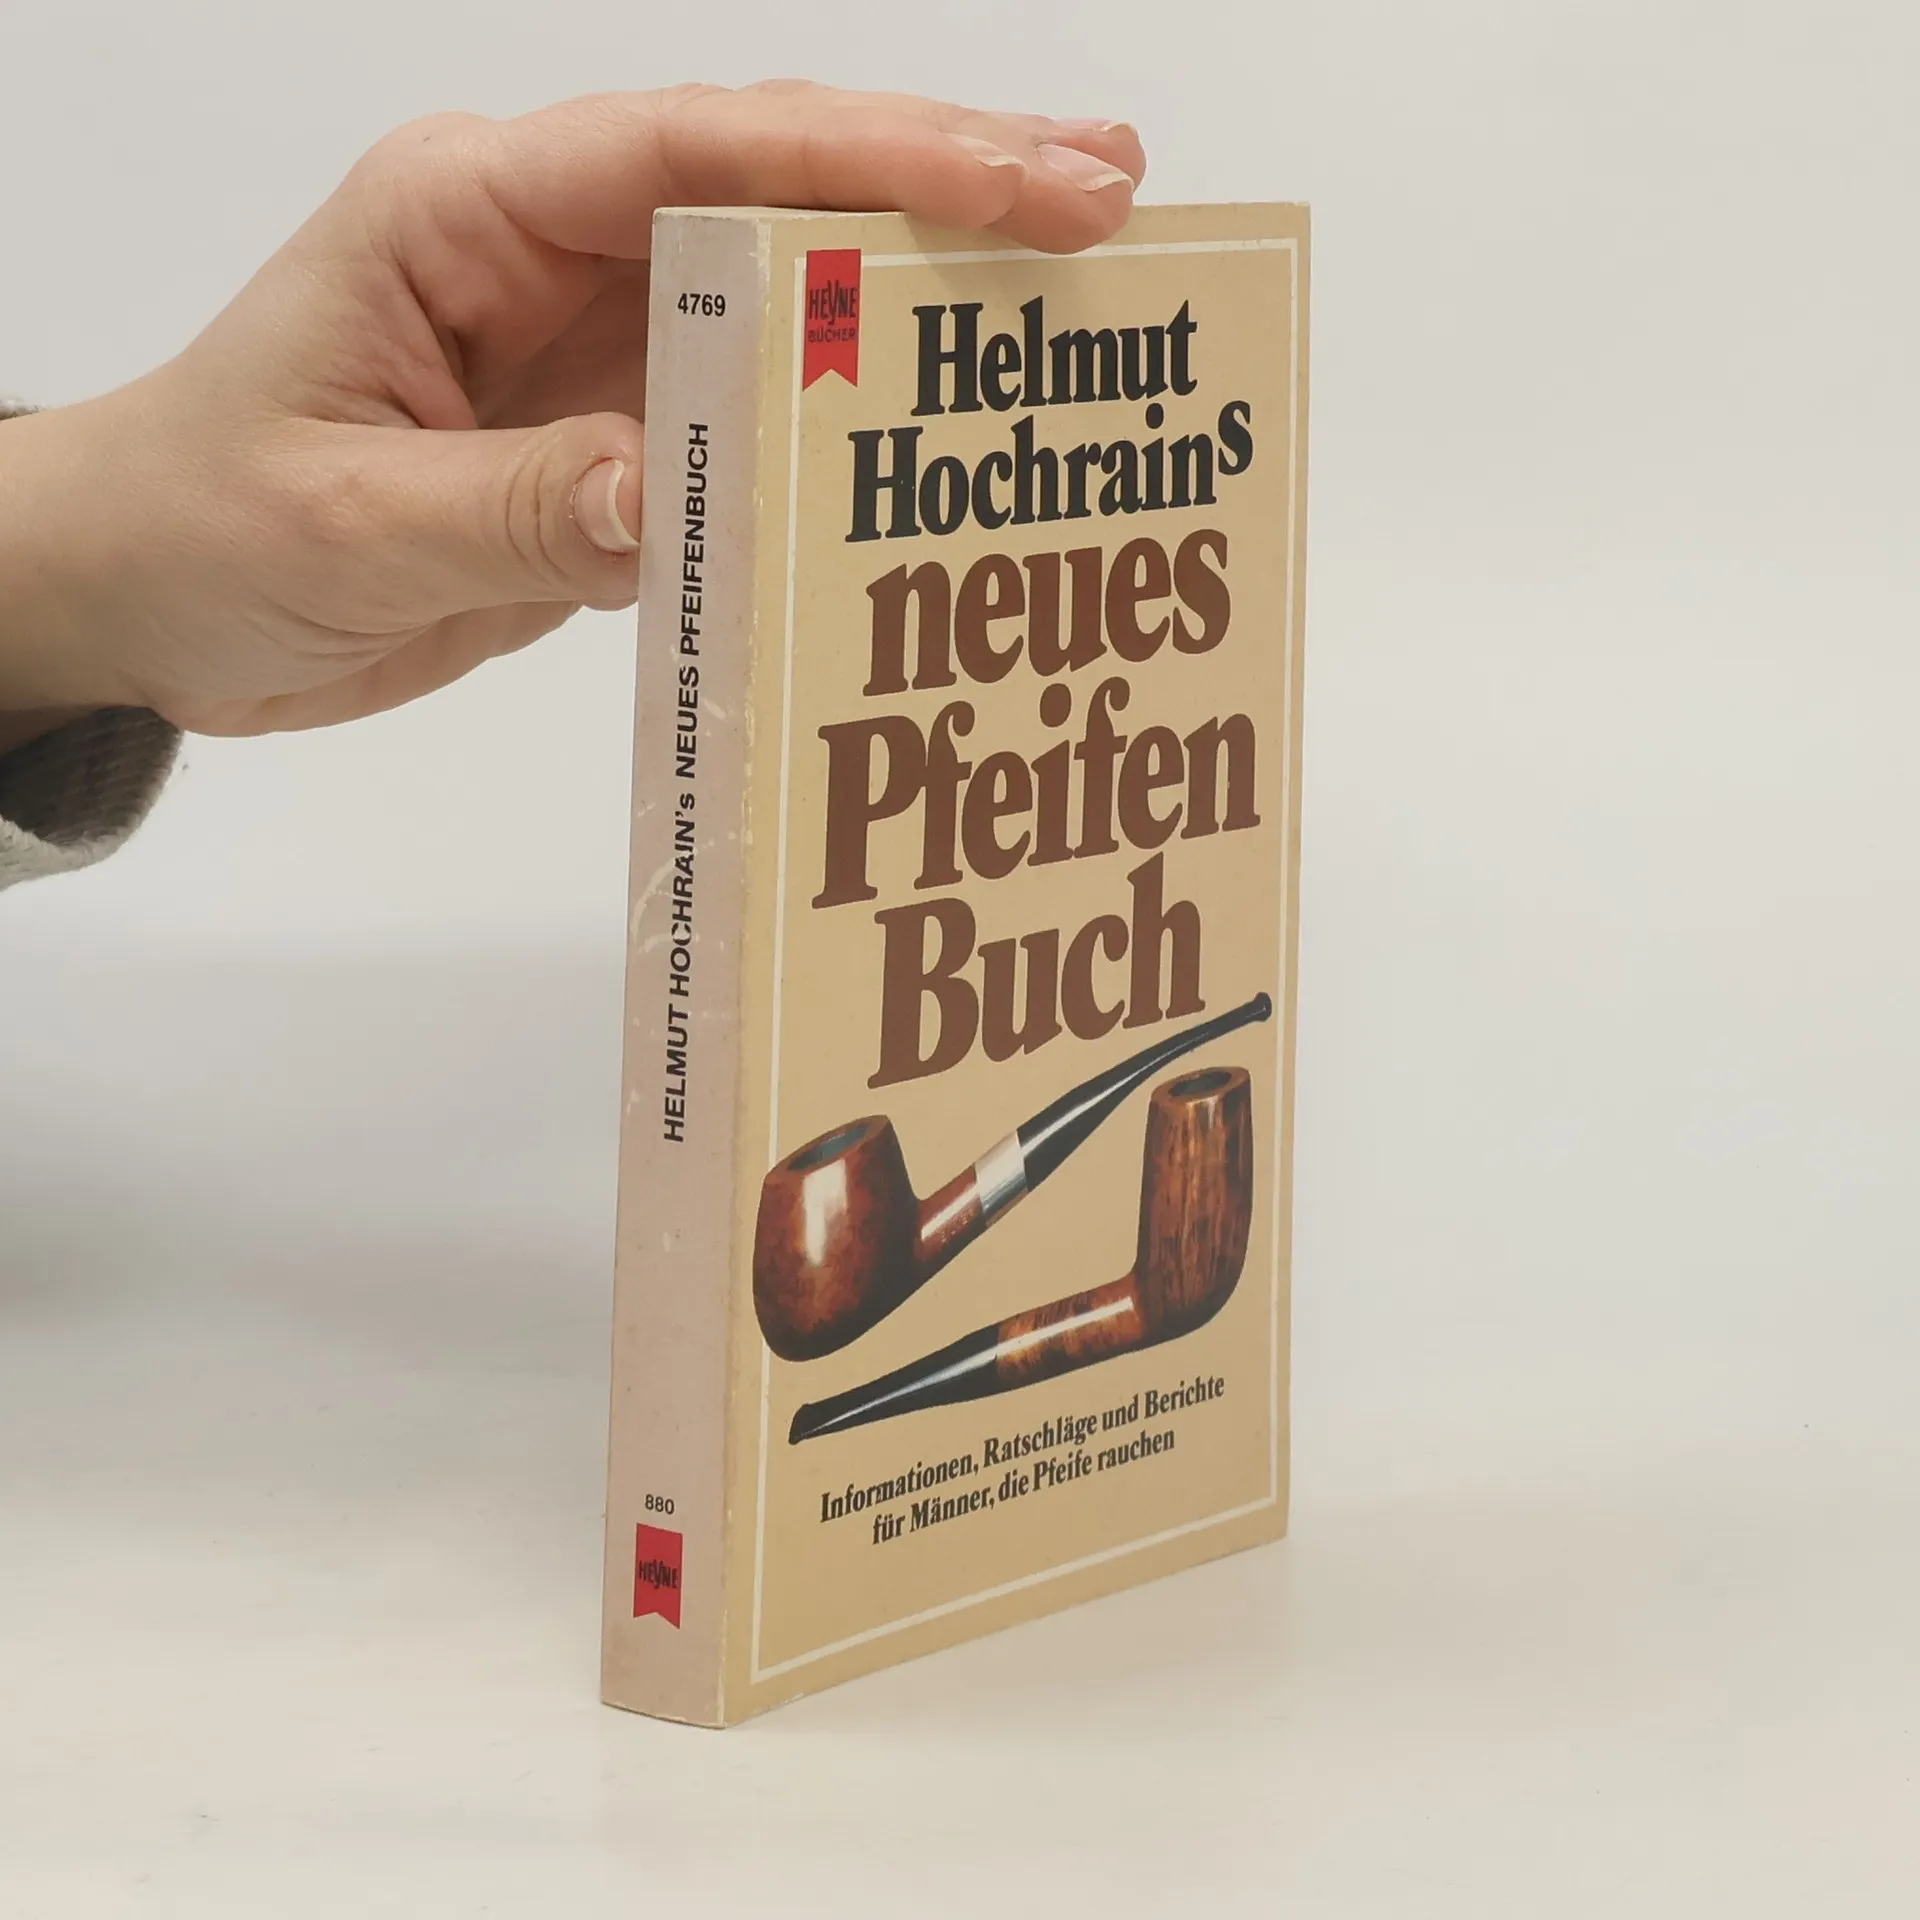 4769
HELMUT HOCHRAIN's NEUES PFEIFENBUCH
880
HEYNE
HEYNE
BÜCHER
Helmut
Hochrains
neues
Pfeifen
Buch
Informationen, Ratschläge und Berichte
für Männer, die Pfeife rauchen